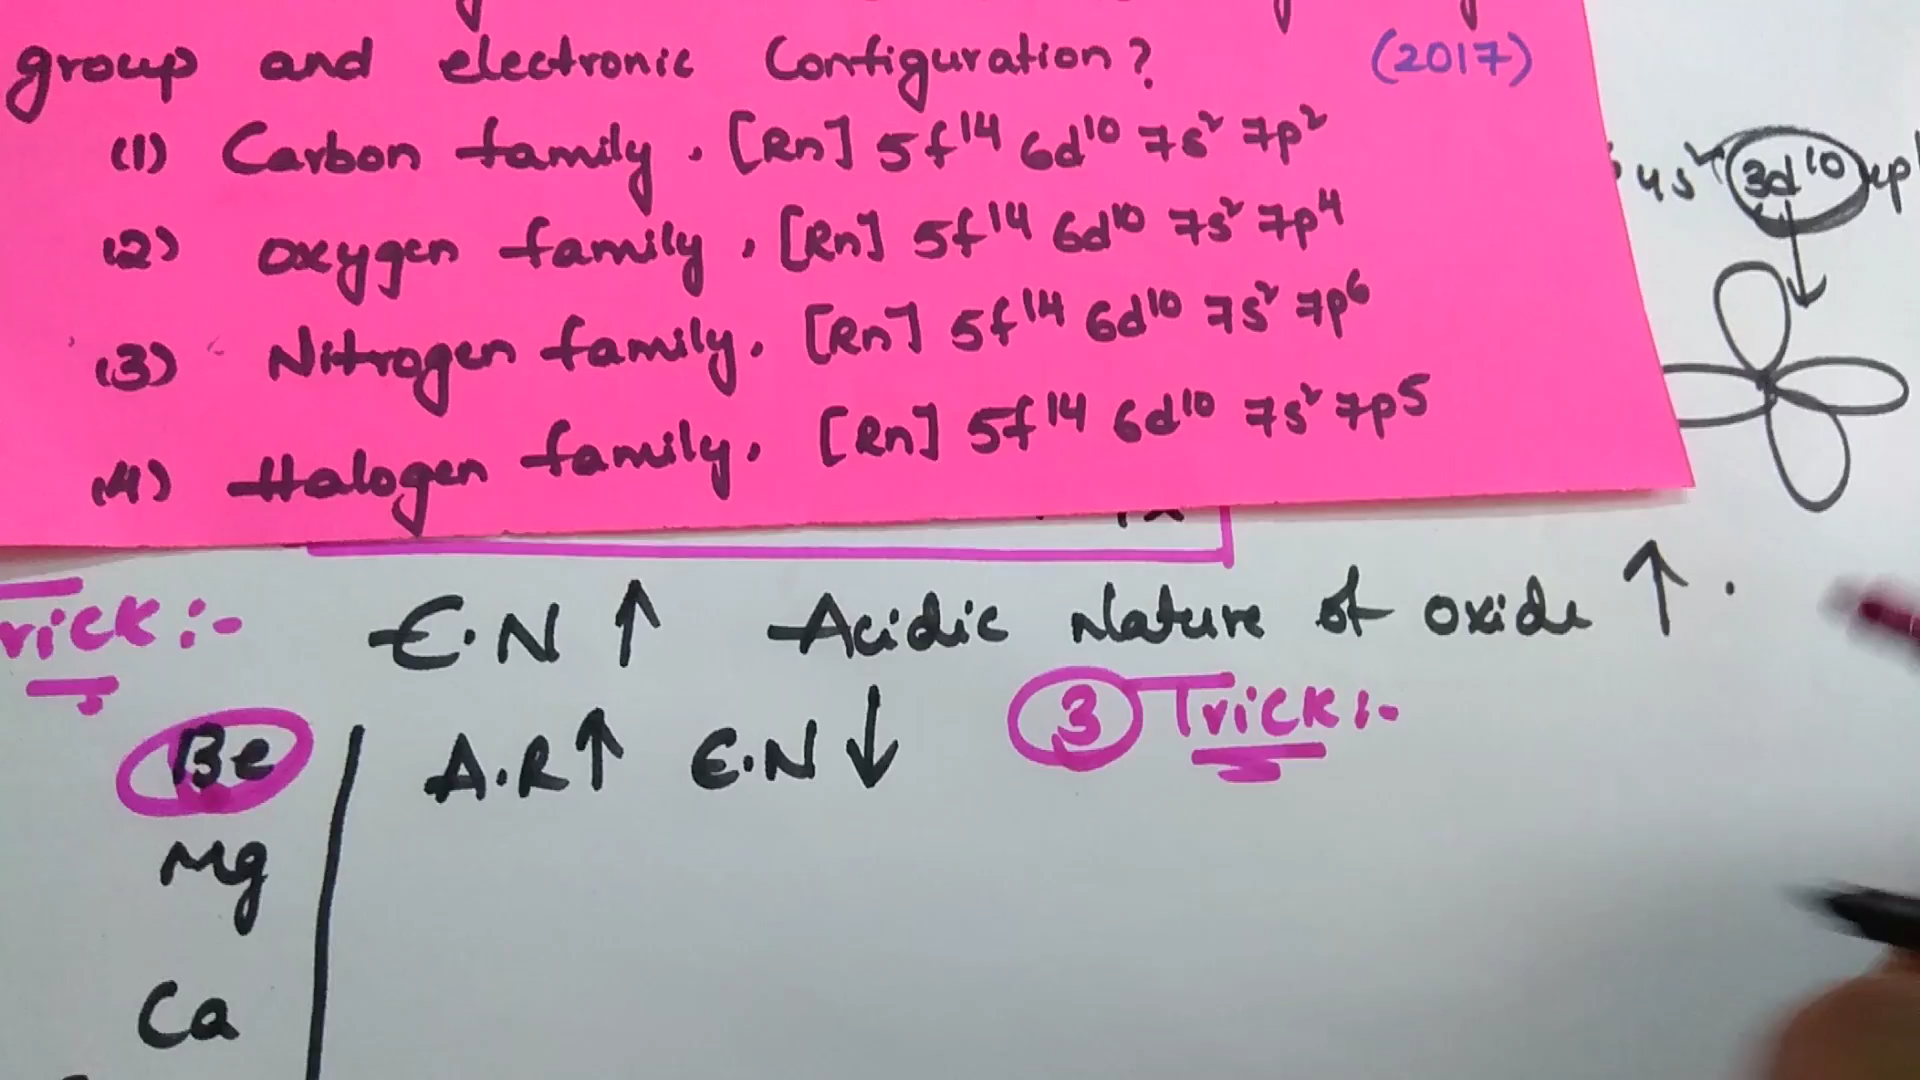 group and electronic Configuration? (2017)
(1) Carbon family, [Rn] 5f¹⁴ 6d¹⁰ 7s² 7p²
(2) oxygen family, [Rn] 5f¹⁴ 6d¹⁰ 7s² 7p⁴
(3) Nitrogen family, [Rn] 5f¹⁴ 6d¹⁰ 7s² 7p⁶
(4) Halogen family, [Rn] 5f¹⁴ 6d¹⁰ 7s² 7p⁵
4s² 3d¹⁰
rick:- E.N ↑ Acidic Nature of oxide ↑.
Be A.R↑ E.N↓ 3 Trick:-
Mg
Ca